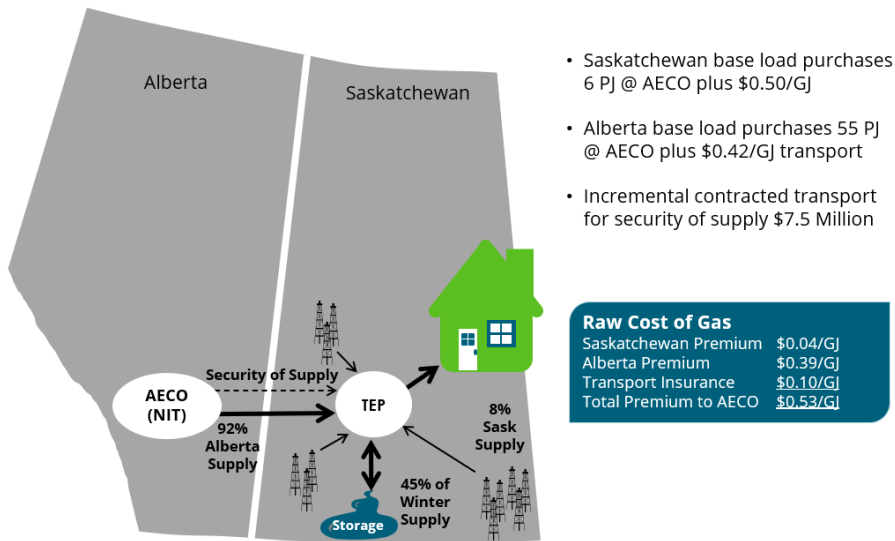 Alberta
Saskatchewan
Security of Supply
AECO
(NIT)
TEP
92%
Alberta
Supply
8%
Sask
Supply
45% of
Winter
Supply
Storage
• Saskatchewan base load purchases
6 PJ @ AECO plus $0.50/GJ
• Alberta base load purchases 55 PJ
@ AECO plus $0.42/GJ transport
• Incremental contracted transport
for security of supply $7.5 Million
Raw Cost of Gas
Saskatchewan Premium $0.04/GJ
Alberta Premium $0.39/GJ
Transport Insurance $0.10/GJ
Total Premium to AECO $0.53/GJ